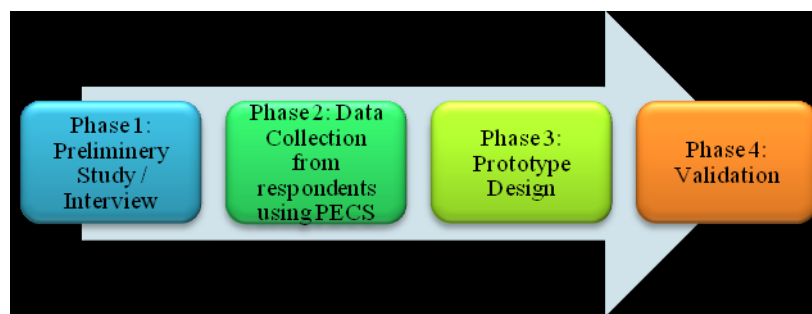 Phase 1:
Preliminery
Study /
Interview
Phase 2: Data
Collection
from
respondents
using PECS
Phase 3:
Prototype
Design
Phase 4:
Validation